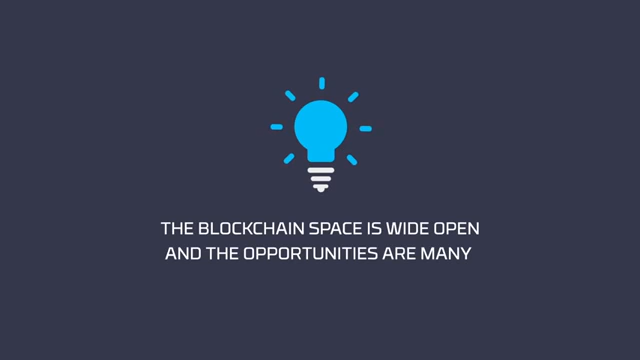 THE BLOCKCHAIN SPACE IS WIDE OPEN
AND THE OPPORTUNITIES ARE MANY